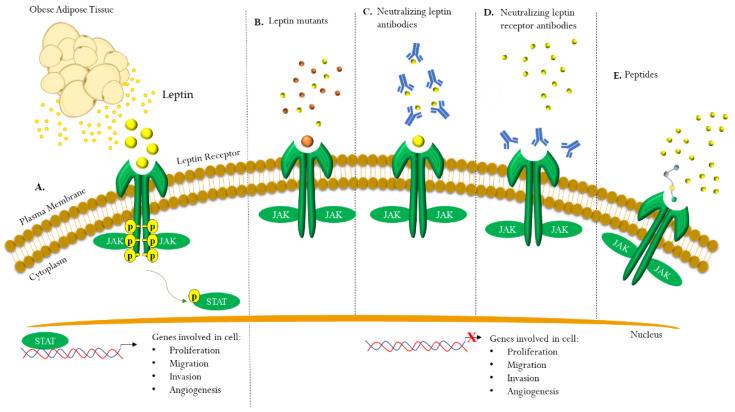 Obese Adipose Tissue
Leptin
A.
Plasma Membrane
Cytoplasm
Leptin Receptor
p p
p p
p p
JAK JAK
p
STAT
B. Leptin mutants
JAK JAK
C. Neutralizing leptin
antibodies
JAK JAK
D. Neutralizing leptin
receptor antibodies
JAK JAK
E. Peptides
JAK JAK
Nucleus
STAT
Genes involved in cell:
• Proliferation
• Migration
• Invasion
• Angiogenesis
X
Genes involved in cell:
• Proliferation
• Migration
• Invasion
• Angiogenesis